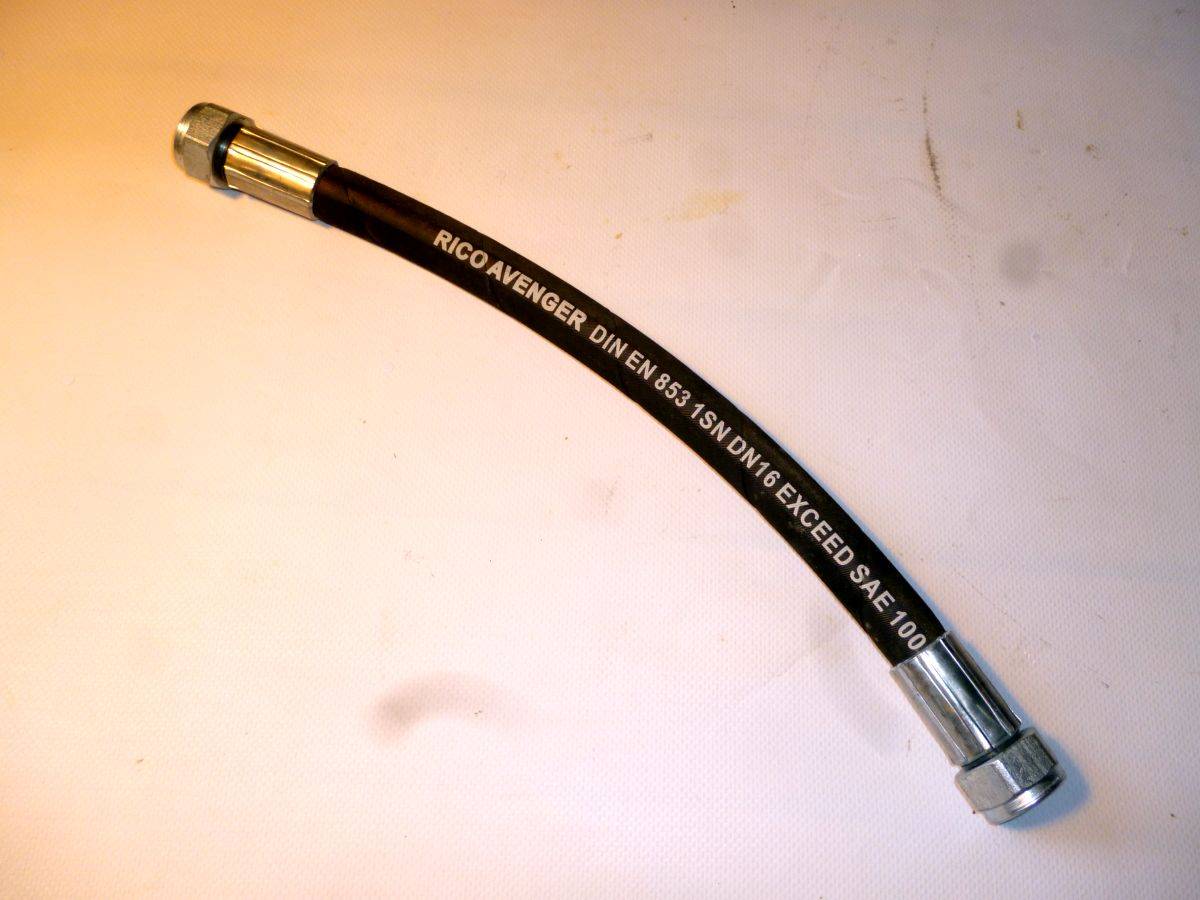 RICO AVENGER DIN EN 853 1SN DN16 EXCEED SAE 100